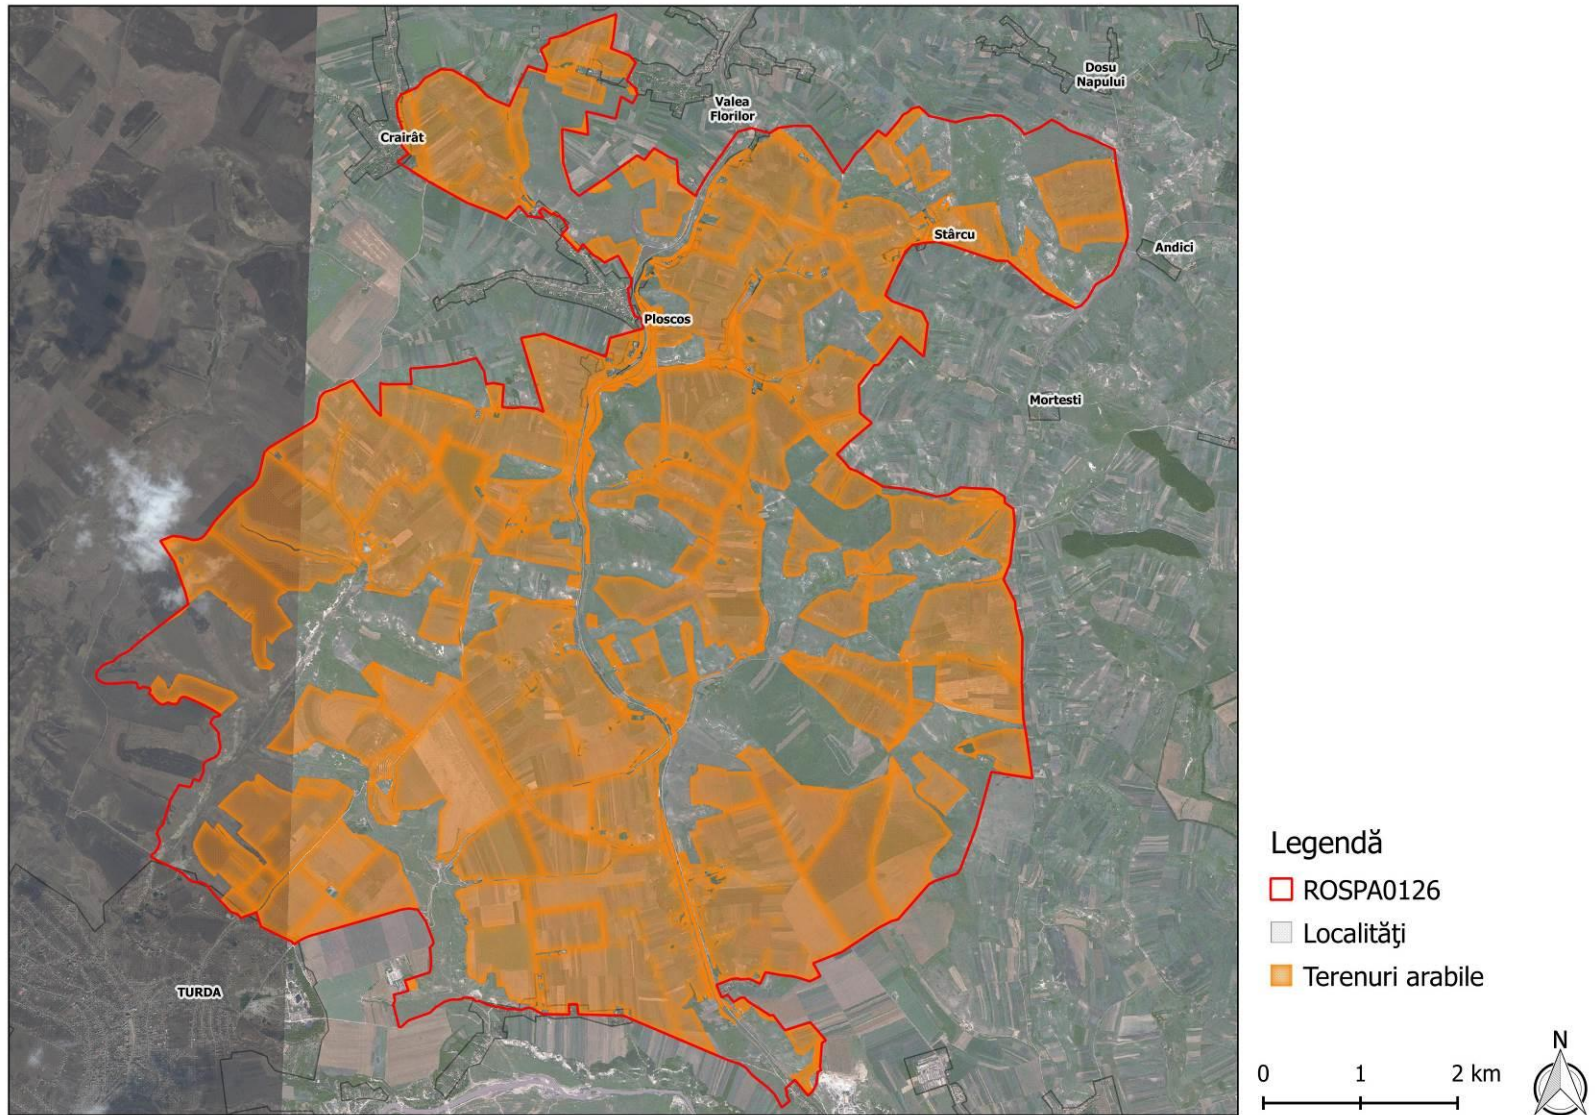 Dosu
Napului
Valea
Florilor
Crairât
Stârcu
Andici
Ploscos
Mortesti
TURDA
Legendă
ROSPA0126
Localităţi
Terenuri arabile
0 1 2 km
N